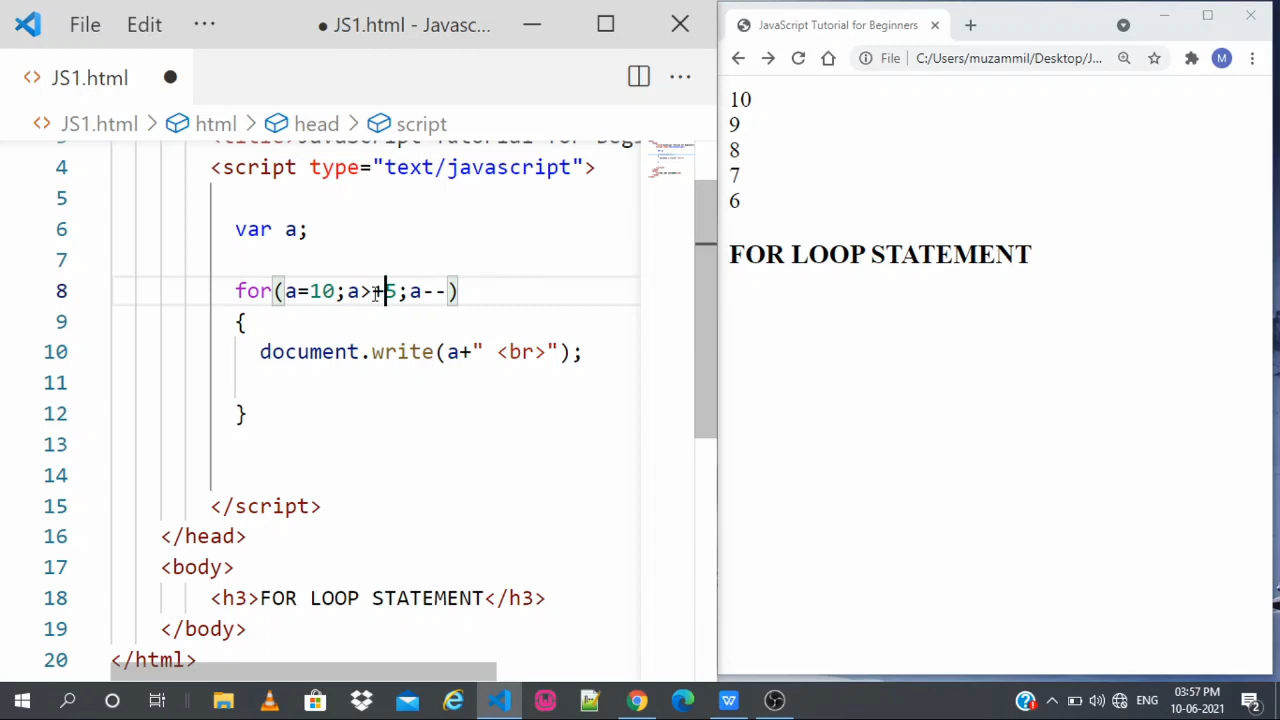 File Edit ··· ● JS1.html - Javasc...
<> JS1.html ● ···
<> JS1.html > html > head > script
4 <script type="text/javascript">
5
6 var a;
7
8 for(a=10;a>+5;a--)
9 {
10 document.write(a+" <br>");
11
12 }
13
14
15 </script>
16 </head>
17 <body>
18 <h3>FOR LOOP STATEMENT</h3>
19 </body>
20 </html>
JavaScript Tutorial for Beginners
File | C:/Users/muzammil/Desktop/J... M
10
9
8
7
6
FOR LOOP STATEMENT
ENG 03:57 PM
10-06-2021 2